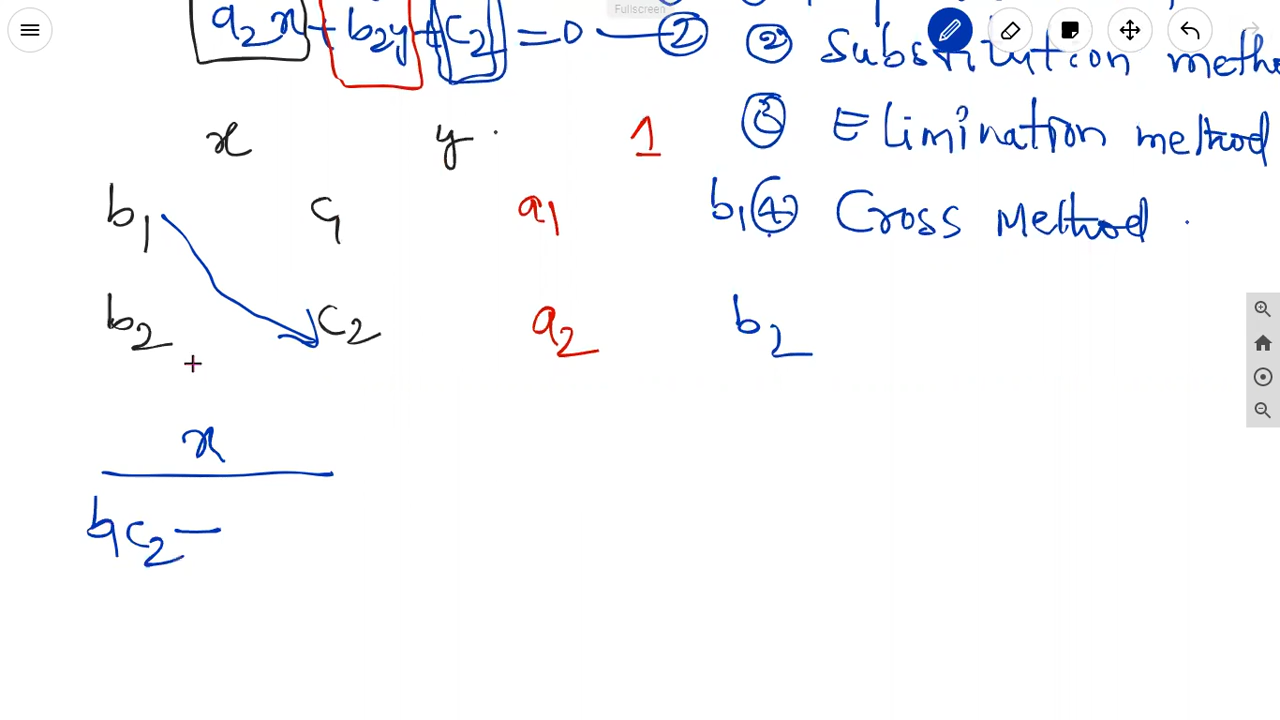 Fullscreen
a2x + b2y + c2 = 0 — ②
② Substitution metho
③ Elimination method
x y 1
b1 c1 a1 b1 ④ Cross Method.
b2 c2 a2 b2
x
b1c2 —